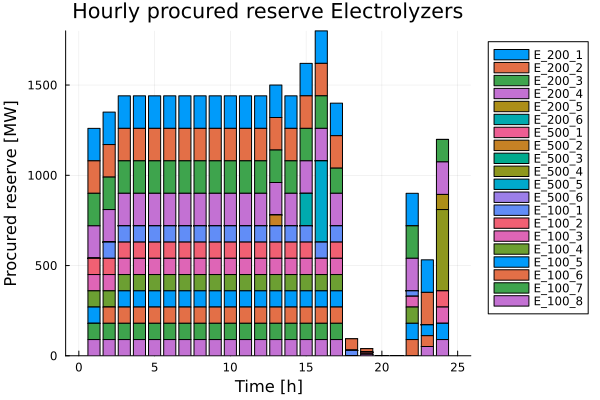 Hourly procured reserve Electrolyzers
Procured reserve [MW]
1500
1000
500
0
0
5
10
15
20
25
Time [h]
E_200_1
E_200_2
E_200_3
E_200_4
E_200_5
E_200_6
E_500_1
E_500_2
E_500_3
E_500_4
E_500_5
E_500_6
E_100_1
E_100_2
E_100_3
E_100_4
E_100_5
E_100_6
E_100_7
E_100_8